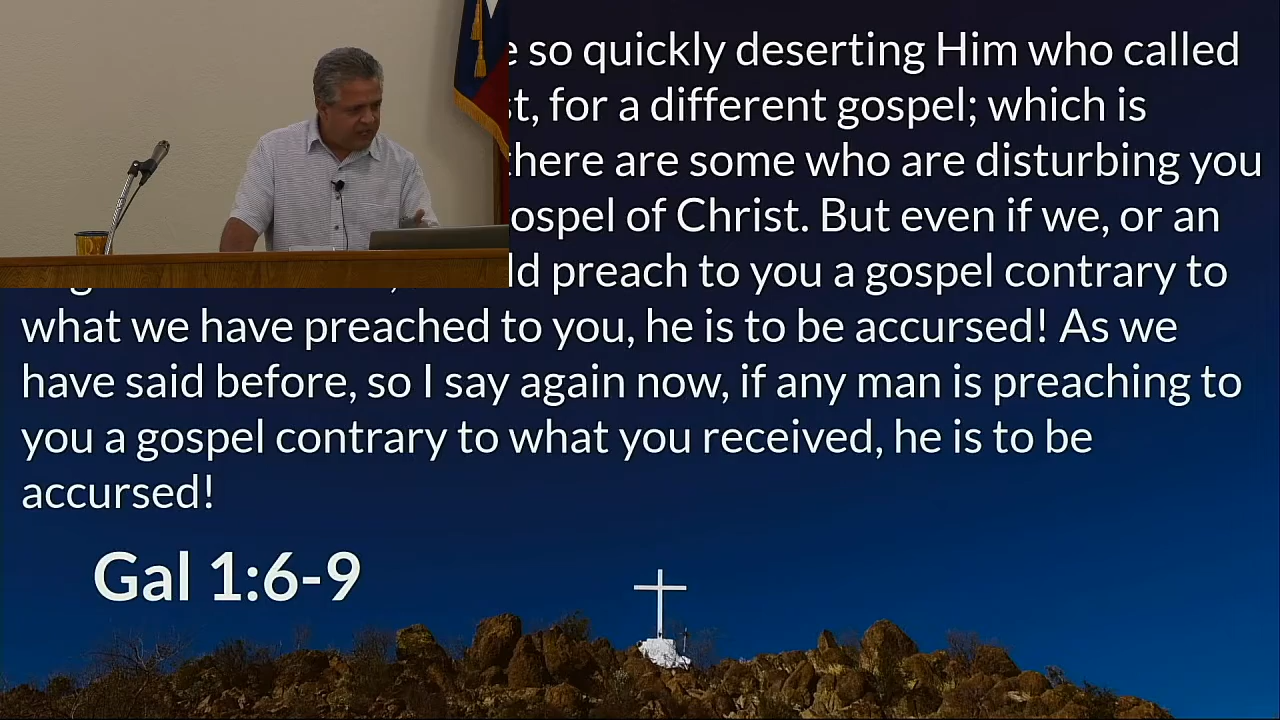 so quickly deserting Him who called
for a different gospel; which is
there are some who are disturbing you
of Christ. But even if we, or an
preach to you a gospel contrary to
what we have preached to you, he is to be accursed! As we
have said before, so I say again now, if any man is preaching to
you a gospel contrary to what you received, he is to be
accursed!
Gal 1:6-9